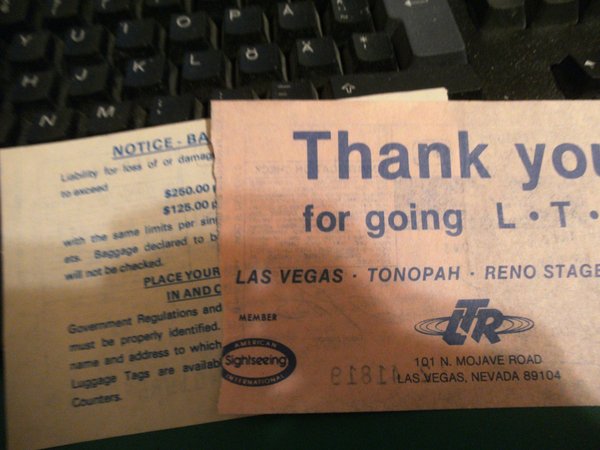 U
I
O
P
Å
H
J
K
L
Ö
Ä
N
M
NOTICE - BA
Liability for loss of or damag
to exceed
$250.00
$125.00
with the same limits per sin
ets. Baggage declared to b
will not be checked.
PLACE YOUR
IN AND
Government Regulations and
must be properly identified.
name and address to which
Luggage Tags are availab
Counters.
Thank you
for going L • T •
LAS VEGAS • TONOPAH • RENO STAGE
MEMBER
AMERICAN
Sightseeing
INTERNATIONAL
LTR
101 N. MOJAVE ROAD
LAS VEGAS, NEVADA 89104